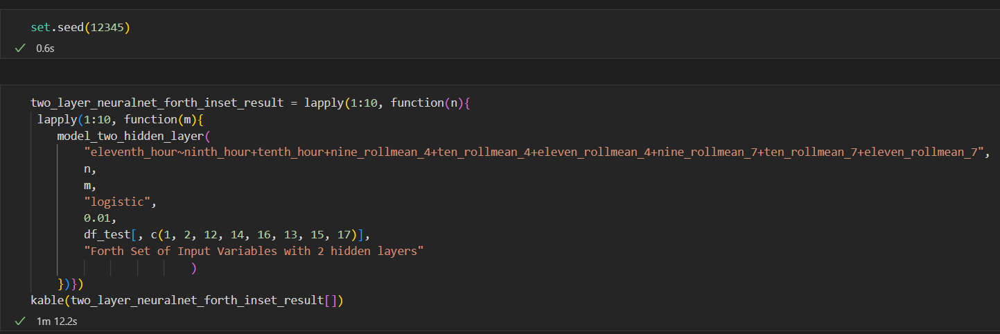 set.seed(12345)
0.6s
two_layer_neuralnet_forth_inset_result = lapply(1:10, function(n){
lapply(1:10, function(m){
model_two_hidden_layer(
"eleventh_hour~ninth_hour+tenth_hour+nine_rollmean_4+ten_rollmean_4+eleven_rollmean_4+nine_rollmean_7+ten_rollmean_7+eleven_rollmean_7",
n,
m,
"logistic",
0.01,
df_test[, c(1, 2, 12, 14, 16, 13, 15, 17)],
"Forth Set of Input Variables with 2 hidden layers"
)
})})
kable(two_layer_neuralnet_forth_inset_result[])
1m 12.2s